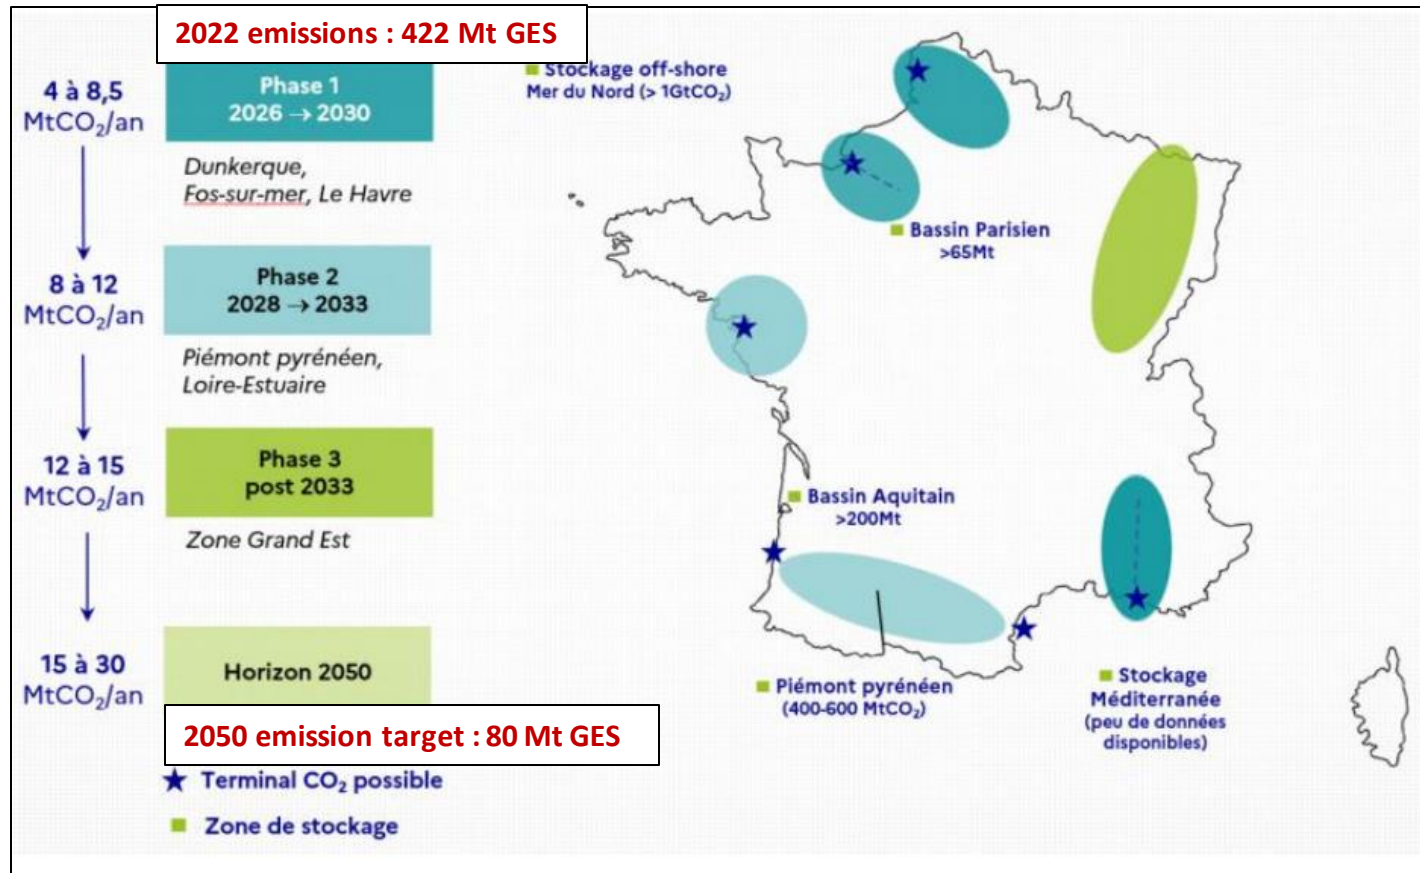 2022 emissions : 422 Mt GES
4 à 8,5
MtCO₂/an
Phase 1
2026 → 2030
Dunkerque,
Fos-sur-mer, Le Havre
8 à 12
MtCO₂/an
Phase 2
2028 → 2033
Piémont pyrénéen,
Loire-Estuaire
12 à 15
MtCO₂/an
Phase 3
post 2033
Zone Grand Est
15 à 30
MtCO₂/an
Horizon 2050
2050 emission target : 80 Mt GES
Terminal CO₂ possible
Zone de stockage
Stockage off-shore
Mer du Nord (> 1GtCO₂)
Bassin Parisien
>65Mt
Bassin Aquitain
>200Mt
Piémont pyrénéen
(400-600 MtCO₂)
Stockage
Méditerranée
(peu de données
disponibles)